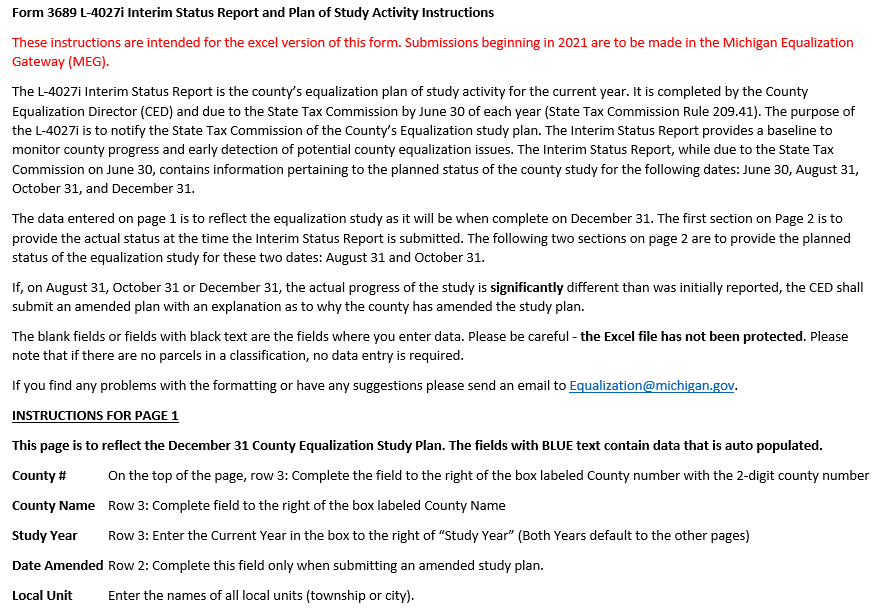 Form 3689 L-4027i Interim Status Report and Plan of Study Activity Instructions
These instructions are intended for the excel version of this form. Submissions beginning in 2021 are to be made in the Michigan Equalization
Gateway (MEG).
The L-4027i Interim Status Report is the county's equalization plan of study activity for the current year. It is completed by the County
Equalization Director (CED) and due to the State Tax Commission by June 30 of each year (State Tax Commission Rule 209.41). The purpose of
the L-4027i is to notify the State Tax Commission of the County's Equalization study plan. The Interim Status Report provides a baseline to
monitor county progress and early detection of potential county equalization issues. The Interim Status Report, while due to the State Tax
Commission on June 30, contains information pertaining to the planned status of the county study for the following dates: June 30, August 31,
October 31, and December 31.
The data entered on page 1 is to reflect the equalization study as it will be when complete on December 31. The first section on Page 2 is to
provide the actual status at the time the Interim Status Report is submitted. The following two sections on page 2 are to provide the planned
status of the equalization study for these two dates: August 31 and October 31.
If, on August 31, October 31 or December 31, the actual progress of the study is significantly different than was initially reported, the CED shall
submit an amended plan with an explanation as to why the county has amended the study plan.
The blank fields or fields with black text are the fields where you enter data. Please be careful - the Excel file has not been protected. Please
note that if there are no parcels in a classification, no data entry is required.
If you find any problems with the formatting or have any suggestions please send an email to Equalization@michigan.gov.
INSTRUCTIONS FOR PAGE 1
This page is to reflect the December 31 County Equalization Study Plan. The fields with BLUE text contain data that is auto populated.
County # On the top of the page, row 3: Complete the field to the right of the box labeled County number with the 2-digit county number
County Name Row 3: Complete field to the right of the box labeled County Name
Study Year Row 3: Enter the Current Year in the box to the right of "Study Year" (Both Years default to the other pages)
Date Amended Row 2: Complete this field only when submitting an amended study plan.
Local Unit Enter the names of all local units (township or city).